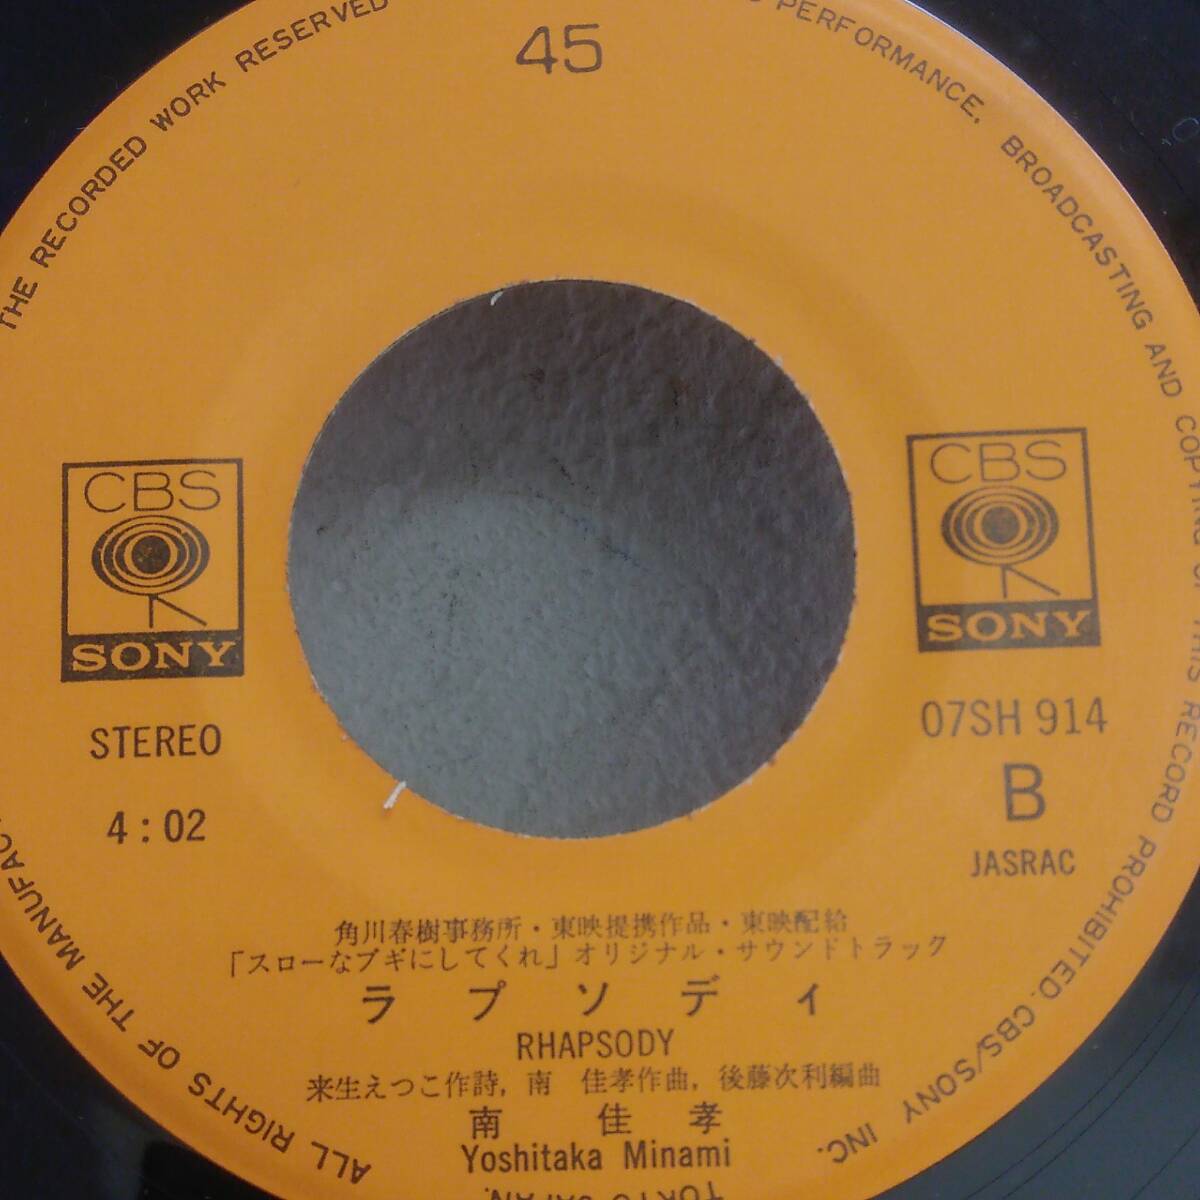 45
THE RECORDED WORK RESERVED
PERFORMANCE, BROADCASTING AND
THIS RECORD PROHIBITED. CBS/SONY INC.
TOKYO JAPAN.
ALL RIGHTS OF THE
CBS
SONY
CBS
SONY
STEREO
4:02
07SH 914
B
JASRAC
角川春樹事務所・東映提携作品・東映配給
「スローなブギにしてくれ」オリジナル・サウンドトラック
ラプソディ
RHAPSODY
来生えつこ作詩, 南 佳孝作曲, 後藤次利編曲
南 佳 孝
Yoshitaka Minami